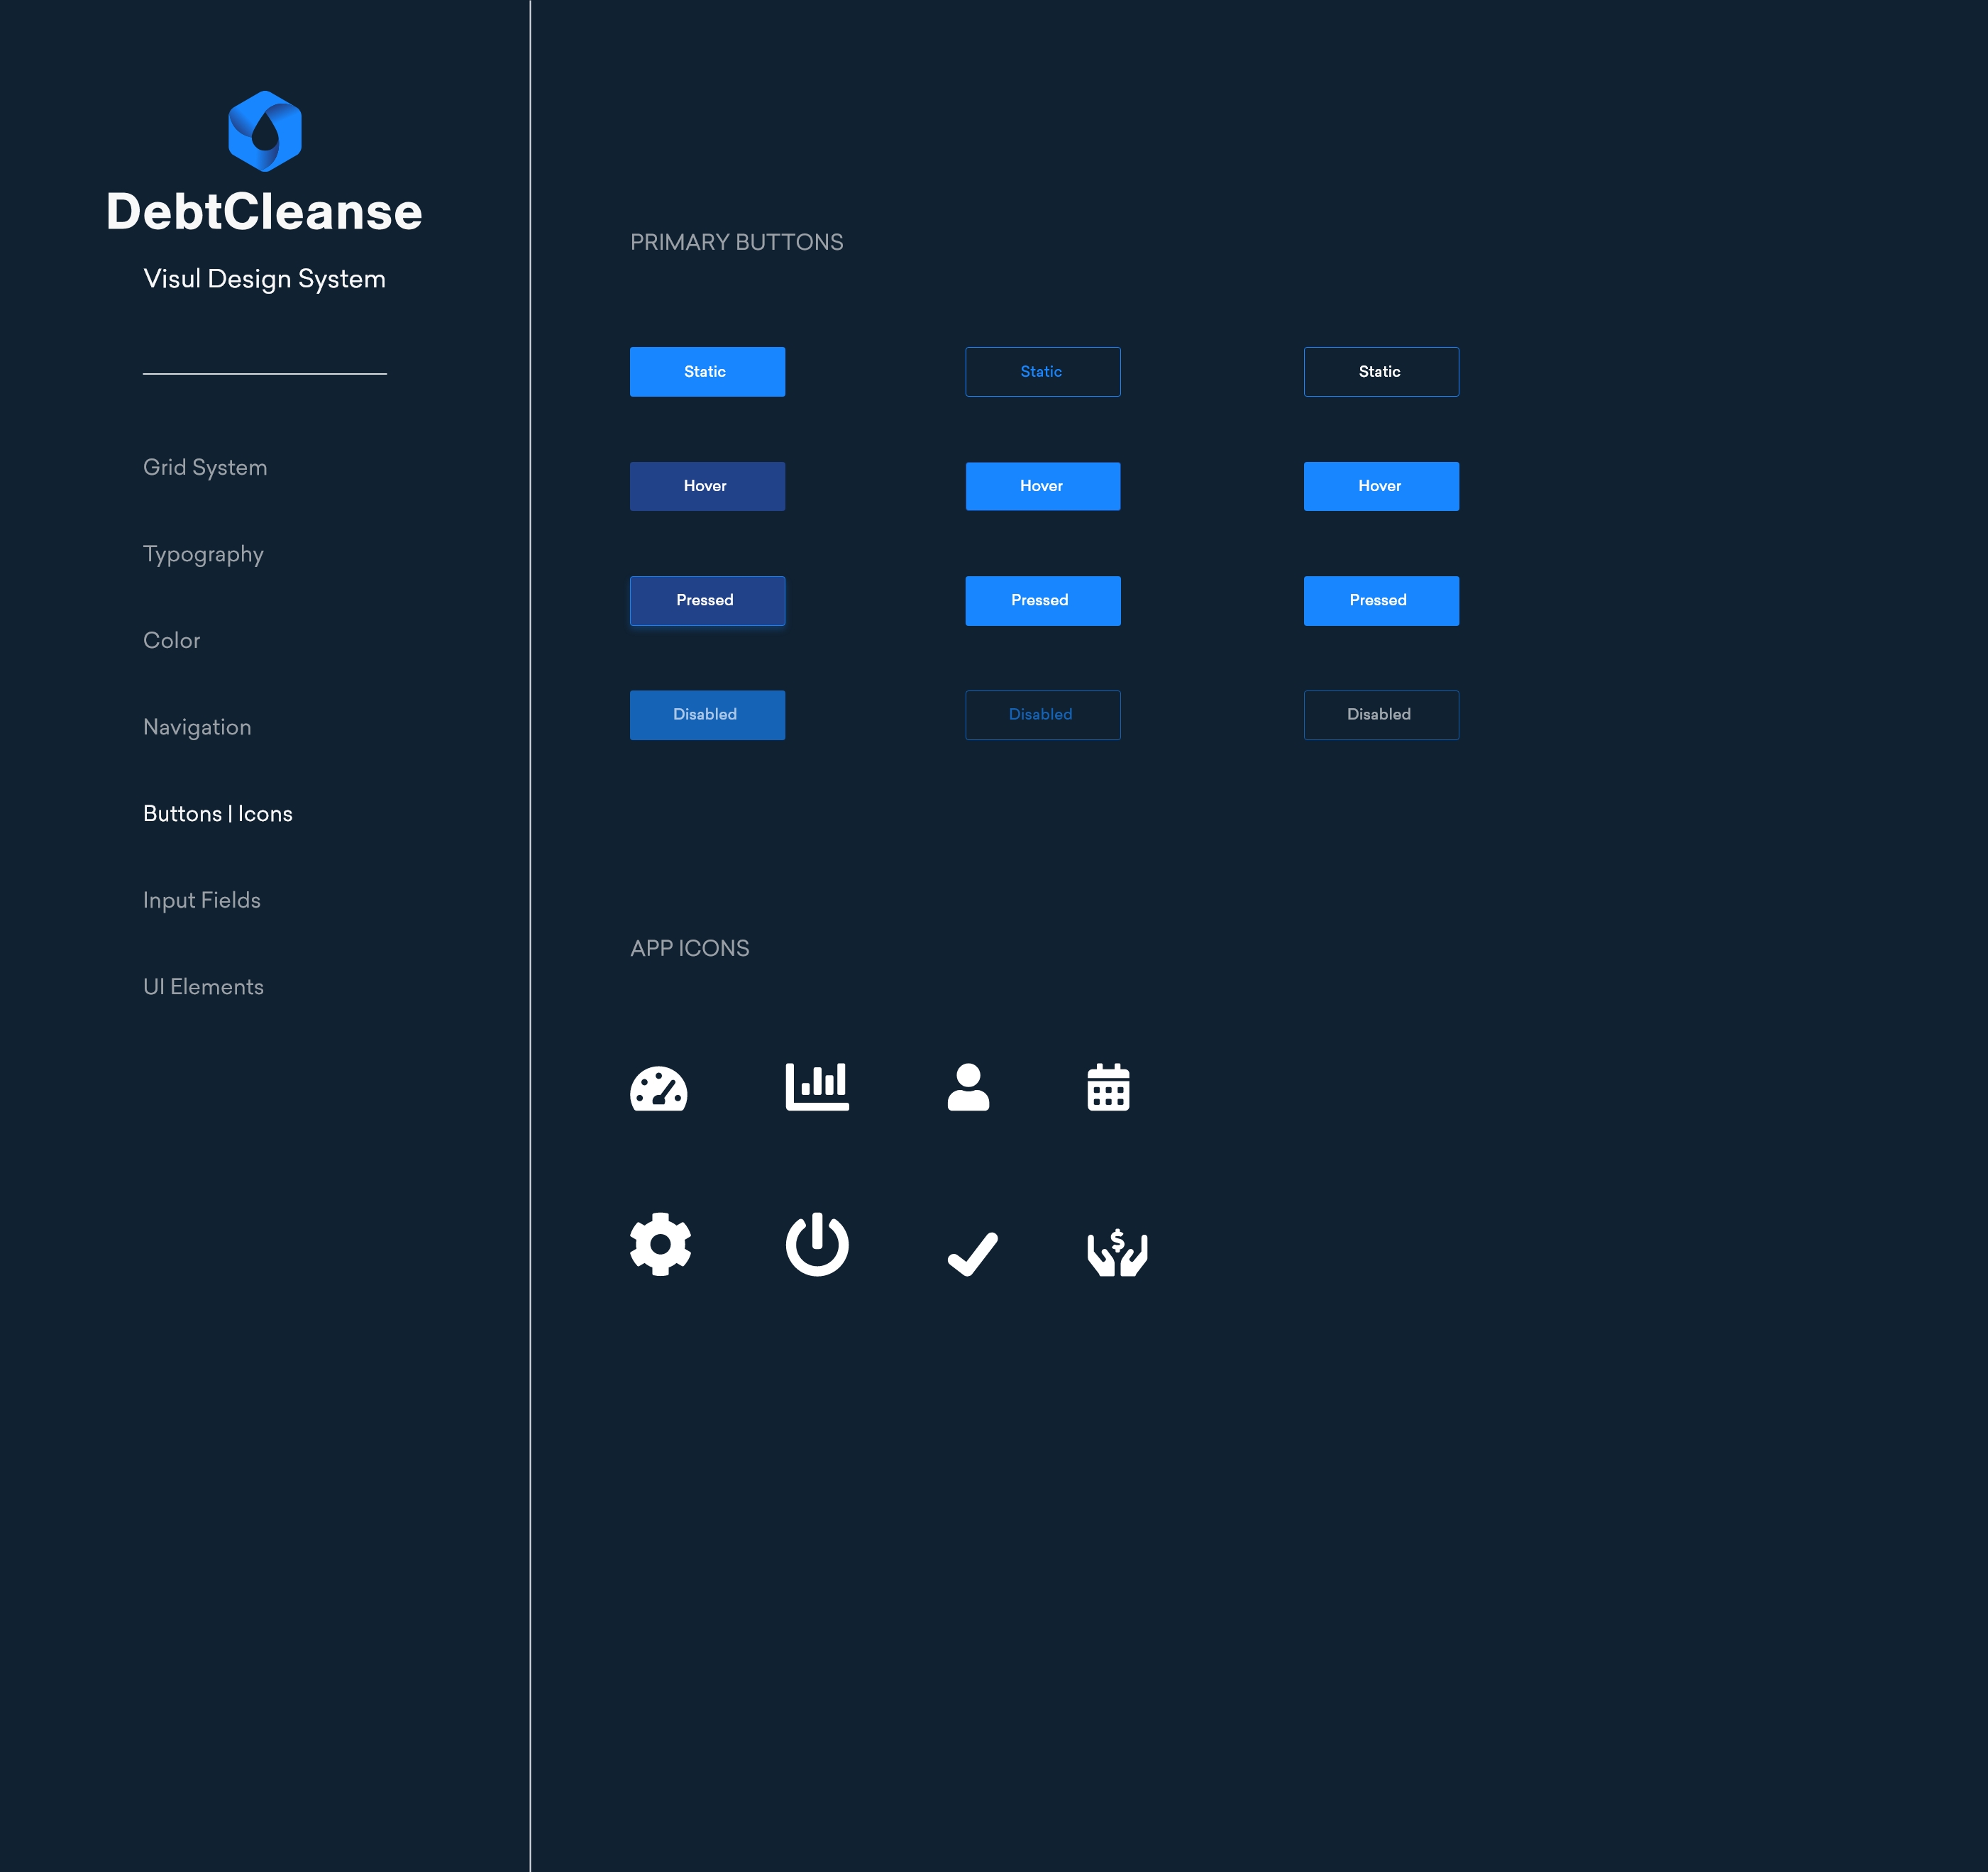 DebtCleanse
Visul Design System
Grid System
Typography
Color
Navigation
Buttons | Icons
Input Fields
UI Elements
PRIMARY BUTTONS
Static Static Static
Hover Hover Hover
Pressed Pressed Pressed
Disabled Disabled Disabled
APP ICONS
$